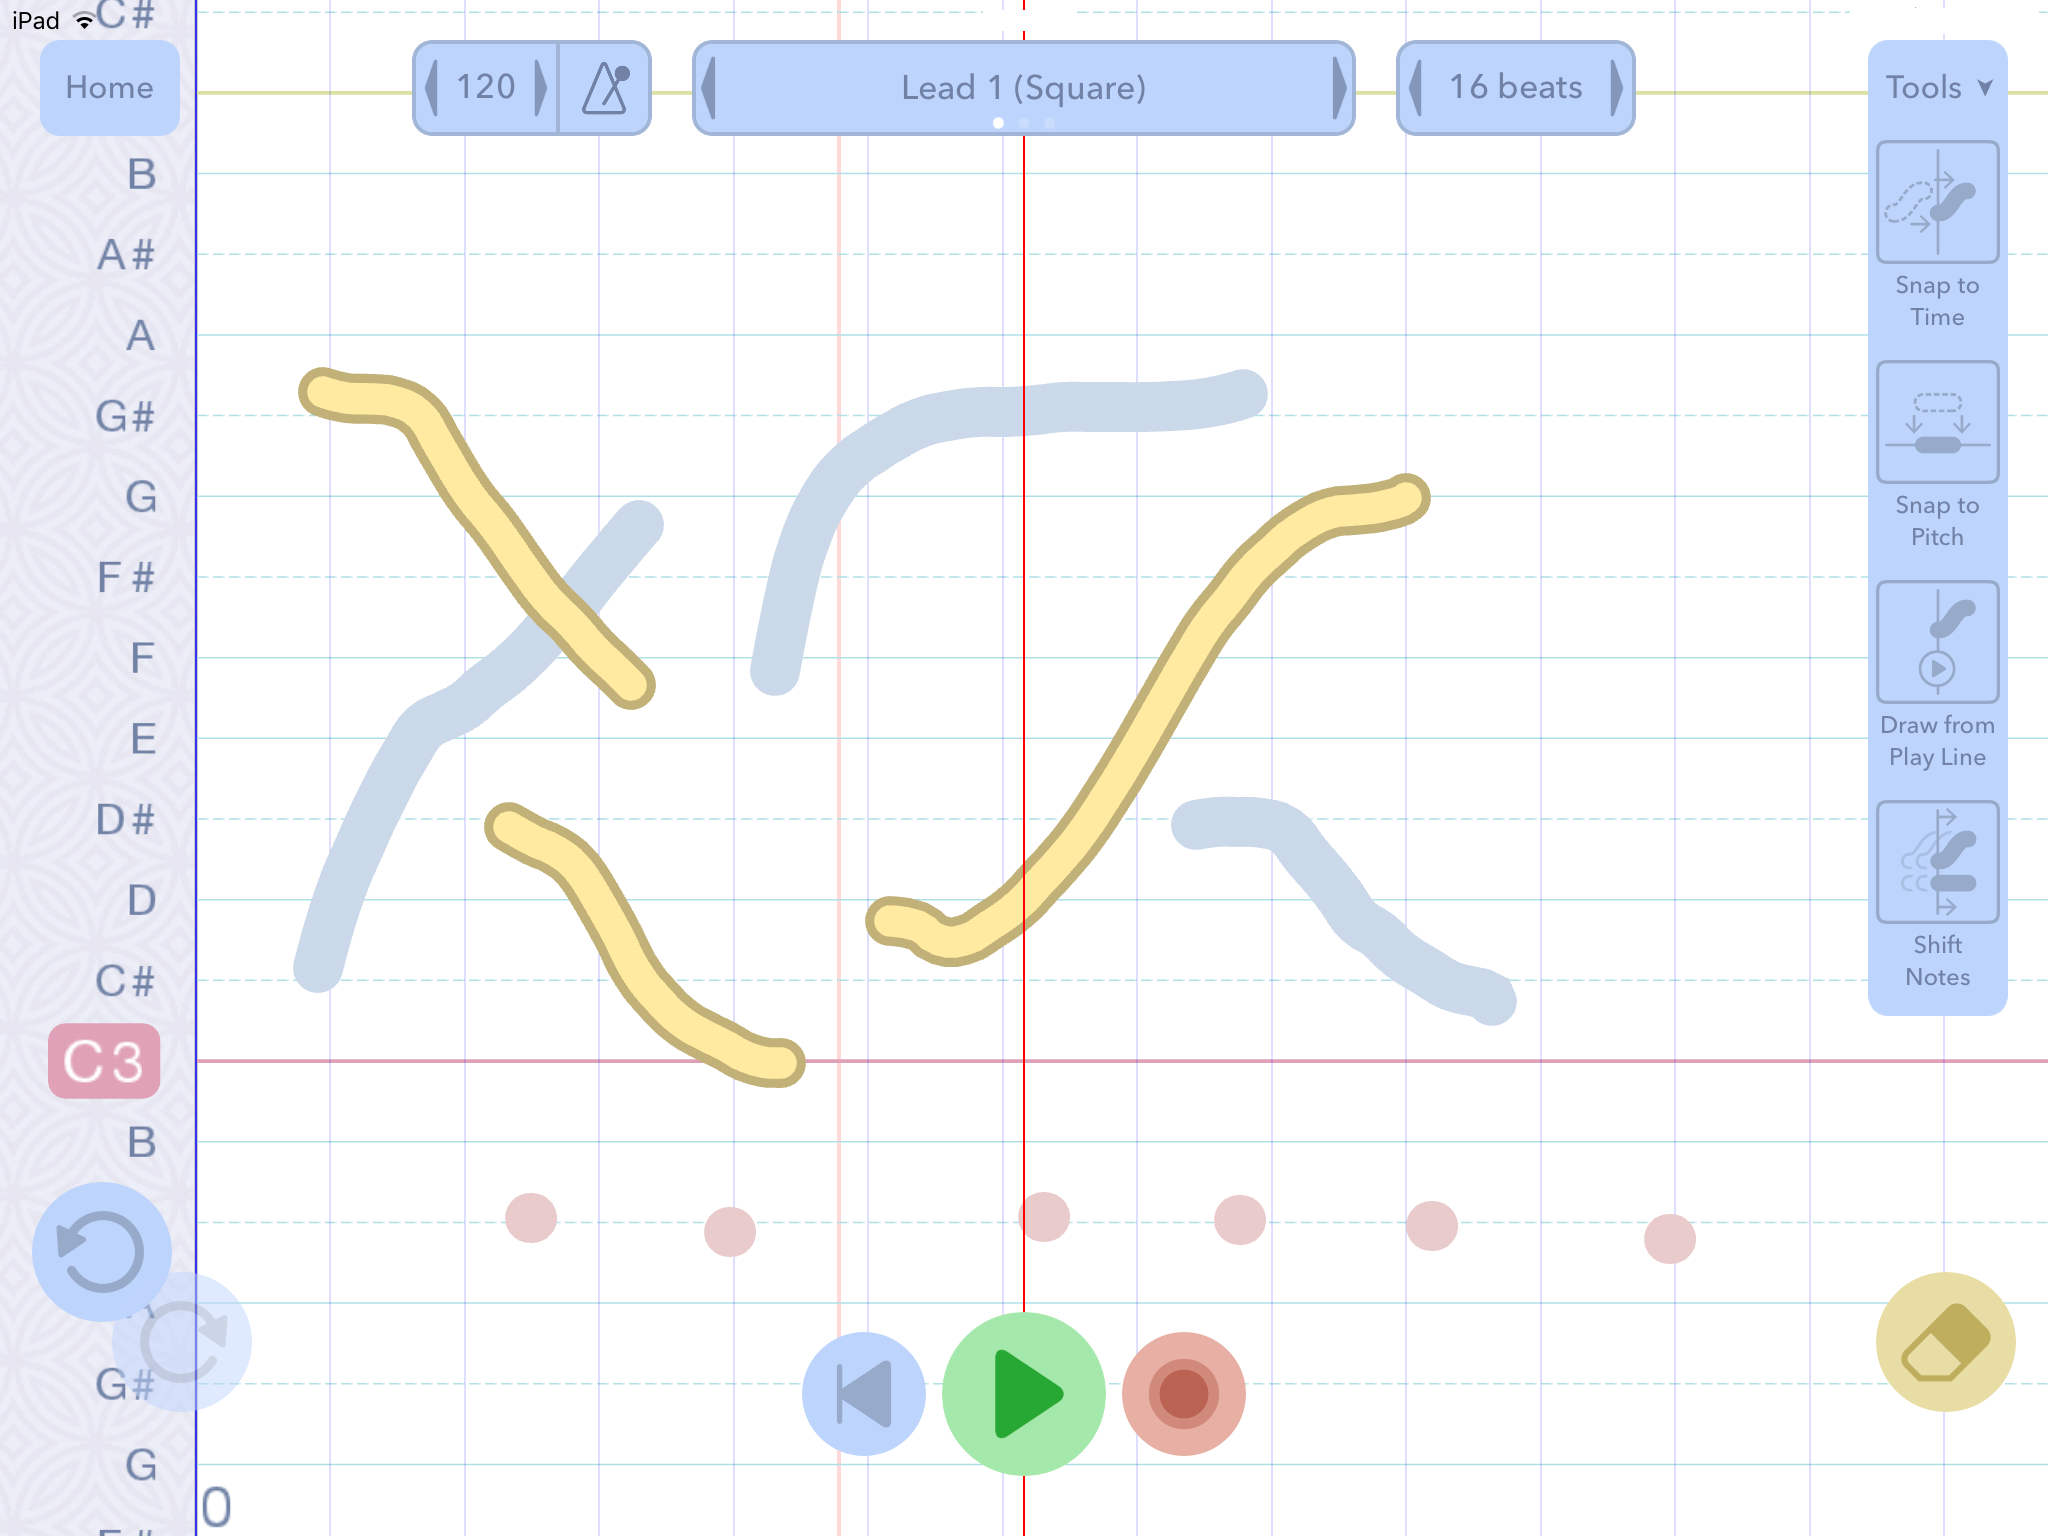 iPad
C#
Home
120
Lead 1 (Square)
16 beats
Tools
B
A#
A
G#
G
F#
F
E
D#
D
C#
C3
B
G#
G
0
Snap to
Time
Snap to
Pitch
Draw from
Play Line
Shift
Notes